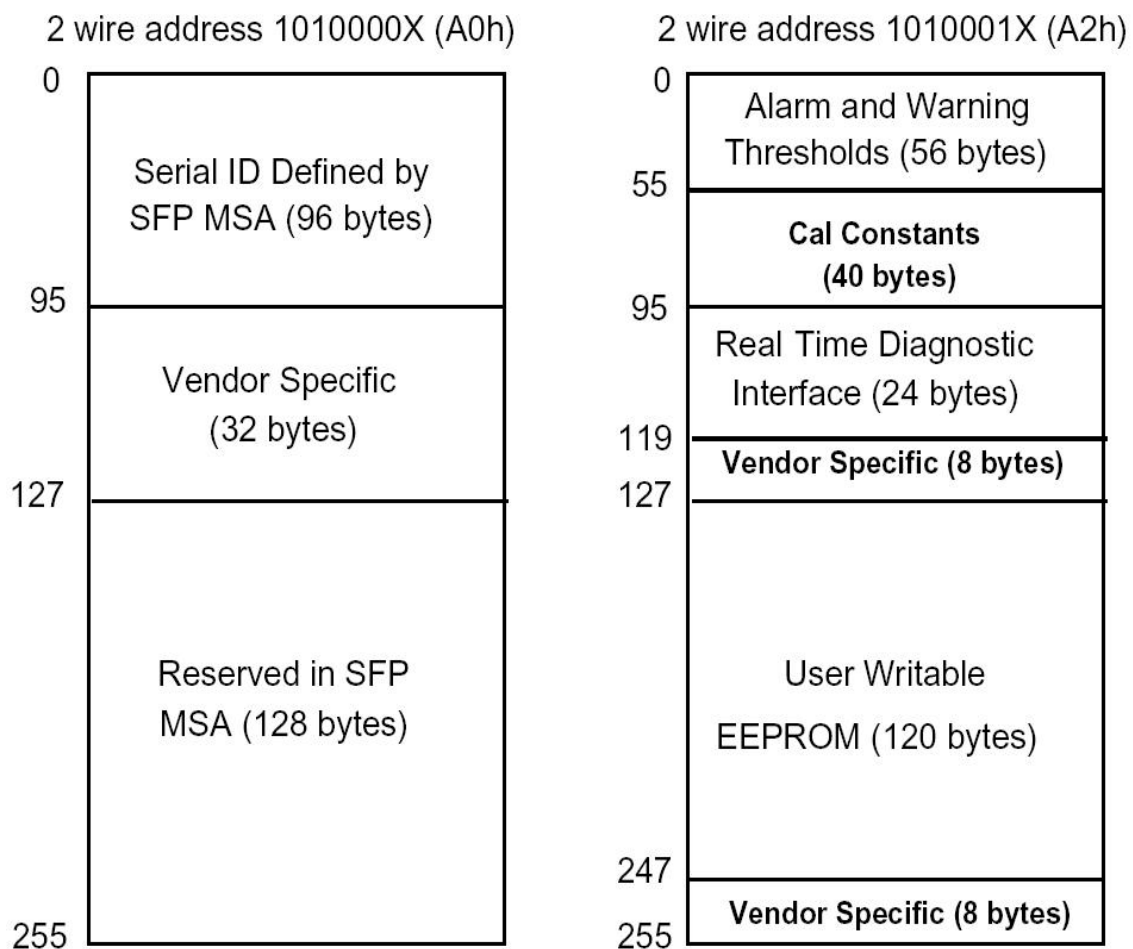 2 wire address 1010000X (A0h)
0
Serial ID Defined by
SFP MSA (96 bytes)
95
Vendor Specific
(32 bytes)
127
Reserved in SFP
MSA (128 bytes)
255
2 wire address 1010001X (A2h)
0
Alarm and Warning
Thresholds (56 bytes)
55
Cal Constants
(40 bytes)
95
Real Time Diagnostic
Interface (24 bytes)
119
Vendor Specific (8 bytes)
127
User Writable
EEPROM (120 bytes)
247
Vendor Specific (8 bytes)
255